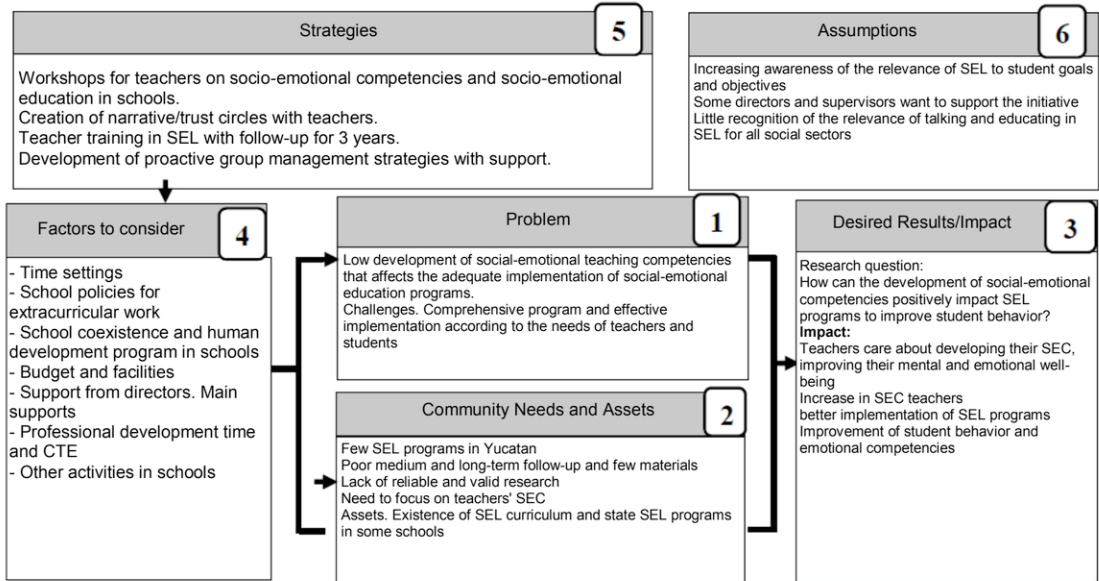 Strategies
5
Workshops for teachers on socio-emotional competencies and socio-emotional
education in schools.
Creation of narrative/trust circles with teachers.
Teacher training in SEL with follow-up for 3 years.
Development of proactive group management strategies with support.
Assumptions
6
Increasing awareness of the relevance of SEL to student goals
and objectives
Some directors and supervisors want to support the initiative
Little recognition of the relevance of talking and educating in
SEL for all social sectors
Factors to consider
4
- Time settings
- School policies for
extracurricular work
- School coexistence and human
development program in schools
- Budget and facilities
- Support from directors. Main
supports
- Professional development time
and CTE
- Other activities in schools
Problem
1
Low development of social-emotional teaching competencies
that affects the adequate implementation of social-emotional
education programs.
Challenges. Comprehensive program and effective
implementation according to the needs of teachers and
students
Community Needs and Assets
2
Few SEL programs in Yucatan
Poor medium and long-term follow-up and few materials
Lack of reliable and valid research
Need to focus on teachers' SEC
Assets. Existence of SEL curriculum and state SEL programs
in some schools
Desired Results/Impact
3
Research question:
How can the development of social-emotional
competencies positively impact SEL
programs to improve student behavior?
Impact:
Teachers care about developing their SEC,
improving their mental and emotional well-
being
Increase in SEC teachers
better implementation of SEL programs
Improvement of student behavior and
emotional competencies